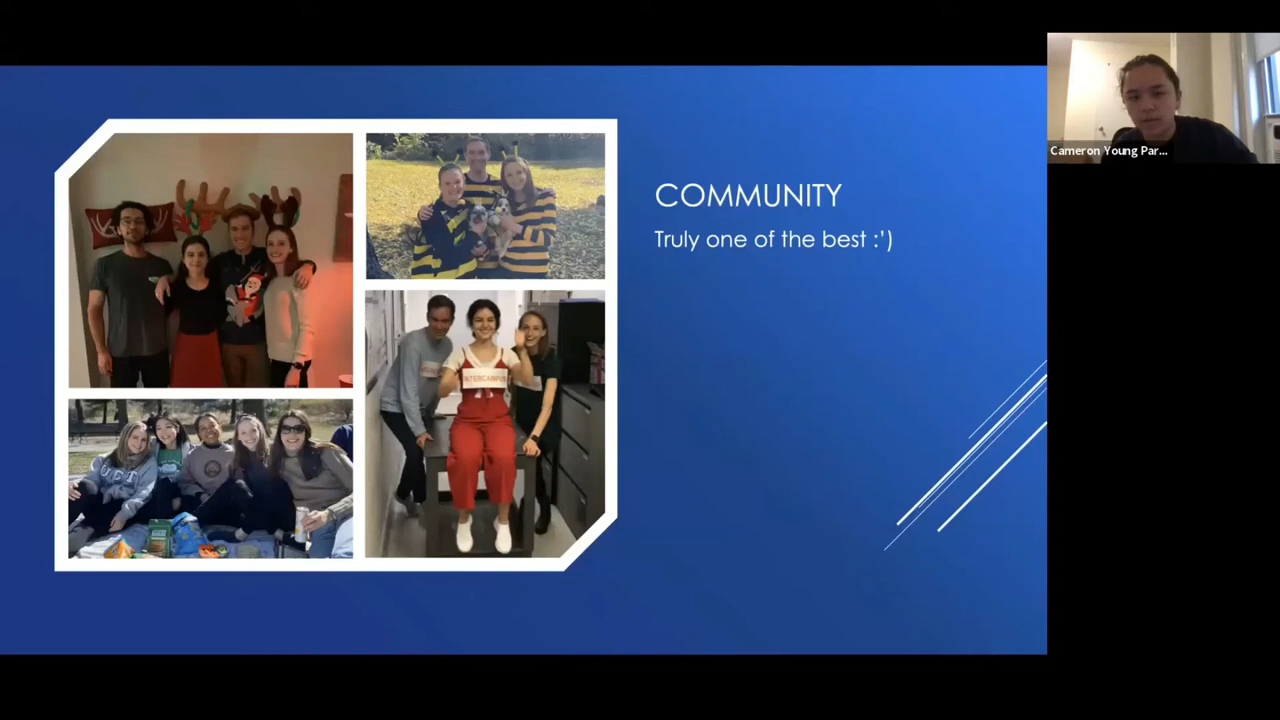 COMMUNITY
Truly one of the best :')
Cameron Young Par...
INTERCAMPUS